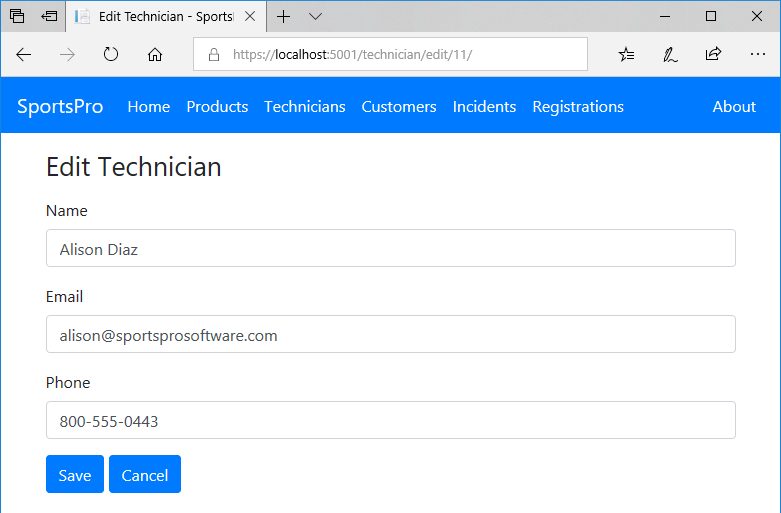 Edit Technician - Sports
https://localhost:5001/technician/edit/11/
SportsPro Home Products Technicians Customers Incidents Registrations About
Edit Technician
Name
Alison Diaz
Email
alison@sportsprosoftware.com
Phone
800-555-0443
Save Cancel